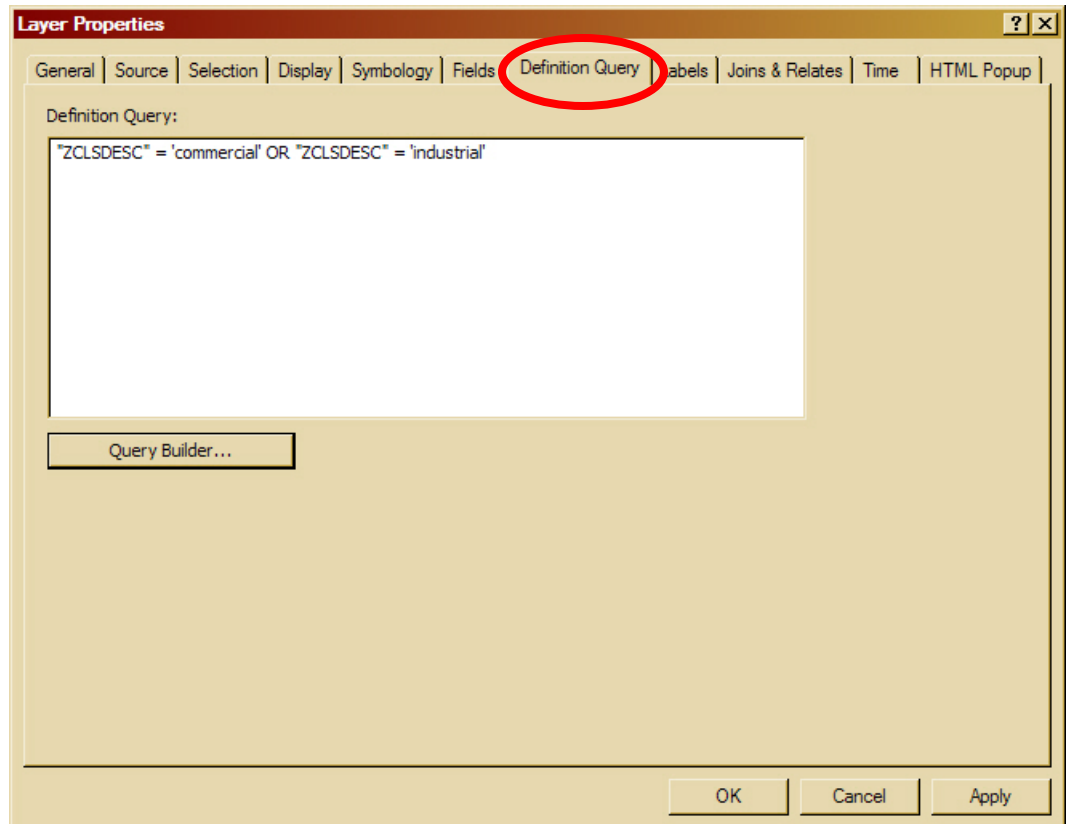 Layer Properties
General Source Selection Display Symbology Fields Definition Query Labels Joins & Relates Time HTML Popup
Definition Query:
"ZCLSDESC" = 'commercial' OR "ZCLSDESC" = 'industrial'
Query Builder...
OK Cancel Apply